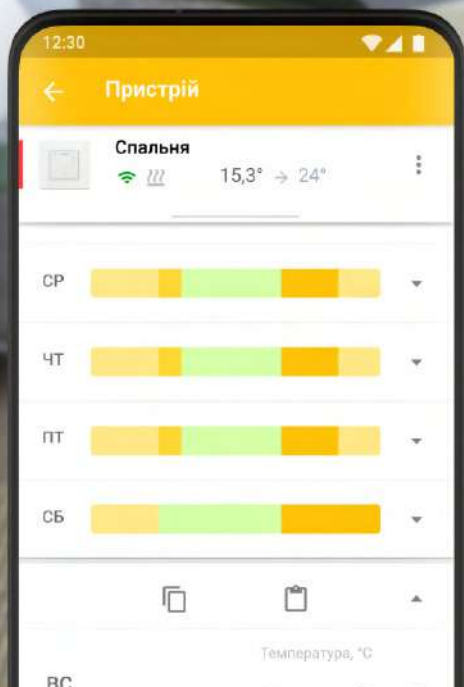 12:30
Пристрій
Спальня
15,3° → 24°
СР
ЧТ
ПТ
СБ
Температура, °C
ВС